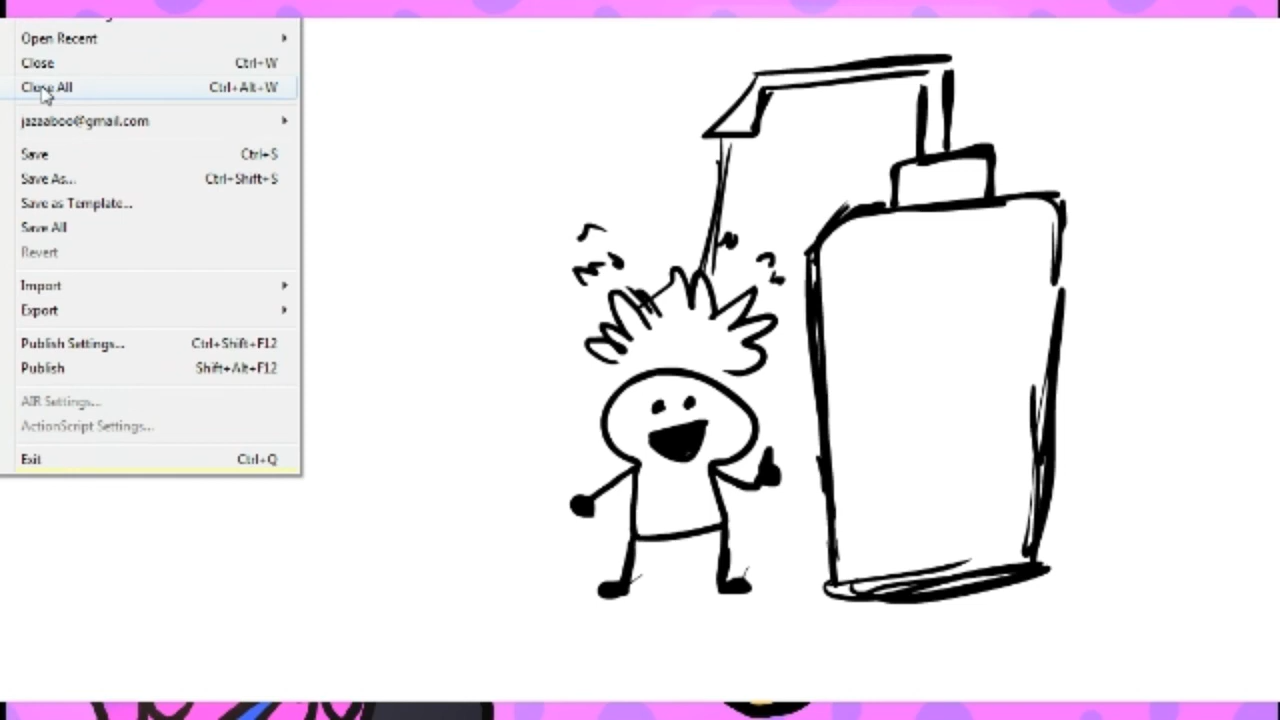 Open Recent
Close Ctrl+W
Close All Ctrl+Alt+W
jazzaboo@gmail.com
Save Ctrl+S
Save As... Ctrl+Shift+S
Save as Template...
Save All
Revert
Import
Export
Publish Settings... Ctrl+Shift+F12
Publish Shift+Alt+F12
AIR Settings...
ActionScript Settings...
Exit Ctrl+Q